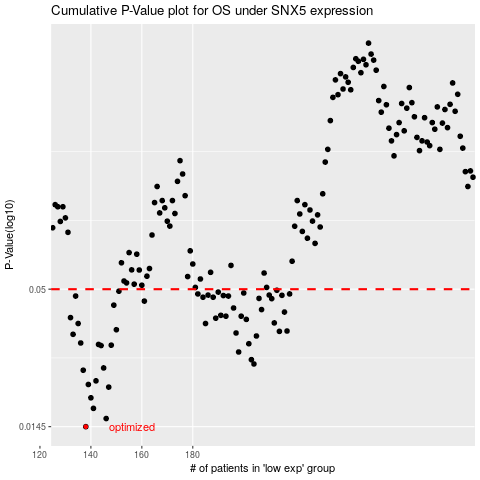 Cumulative P-Value plot for OS under SNX5 expression
P-Value(log10)
0.05
0.0145
optimized
120 140 160 180
# of patients in 'low exp' group